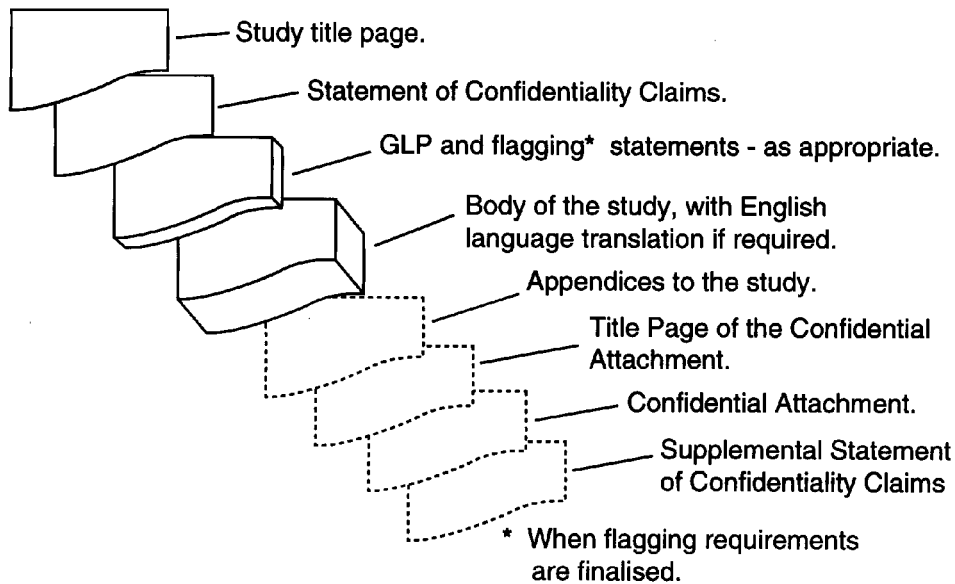 Study title page.
Statement of Confidentiality Claims.
GLP and flagging* statements - as appropriate.
Body of the study, with English
language translation if required.
Appendices to the study.
Title Page of the Confidential
Attachment.
Confidential Attachment.
Supplemental Statement
of Confidentiality Claims
* When flagging requirements
are finalised.